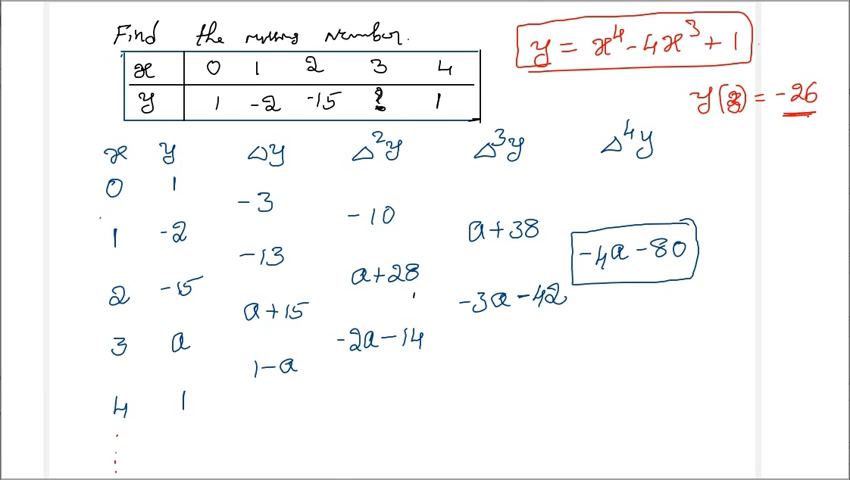 Find the missing Number.
x 0 1 2 3 4
y 1 -2 -15 ? 1
y = x⁴ - 4x³ + 1
y(3) = -26
x y Δy Δ²y Δ³y Δ⁴y
0 1
-3
-10
1 -2
a+38
-13
-4a-80
2 -15
a+28
a+15
-3a-42
3 a
-2a-14
1-a
4 1